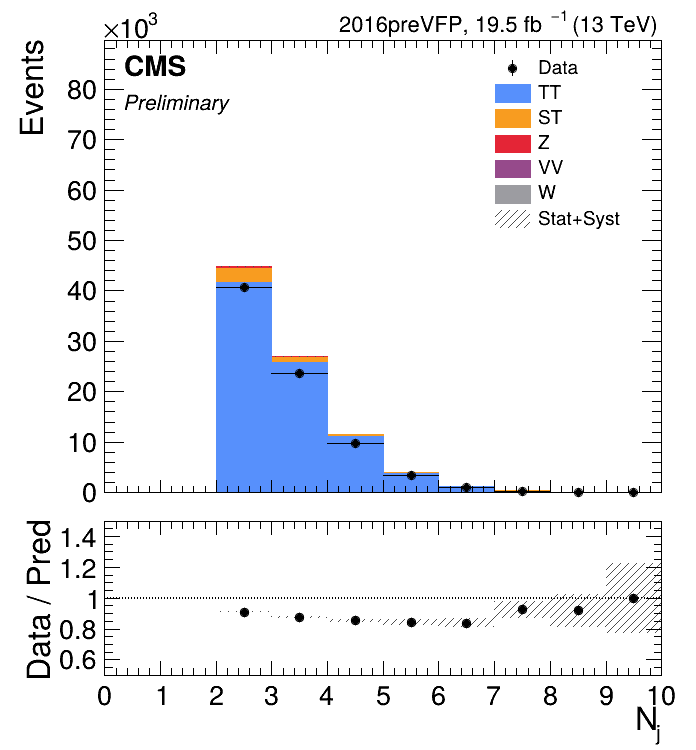 ×10³
2016preVFP, 19.5 fb ⁻¹ (13 TeV)
CMS
Preliminary
Events
80
70
60
50
40
30
20
10
0
Data
TT
ST
Z
VV
W
Stat+Syst
Data / Pred
1.4
1.2
1
0.8
0.6
0 1 2 3 4 5 6 7 8 9 10
N_j